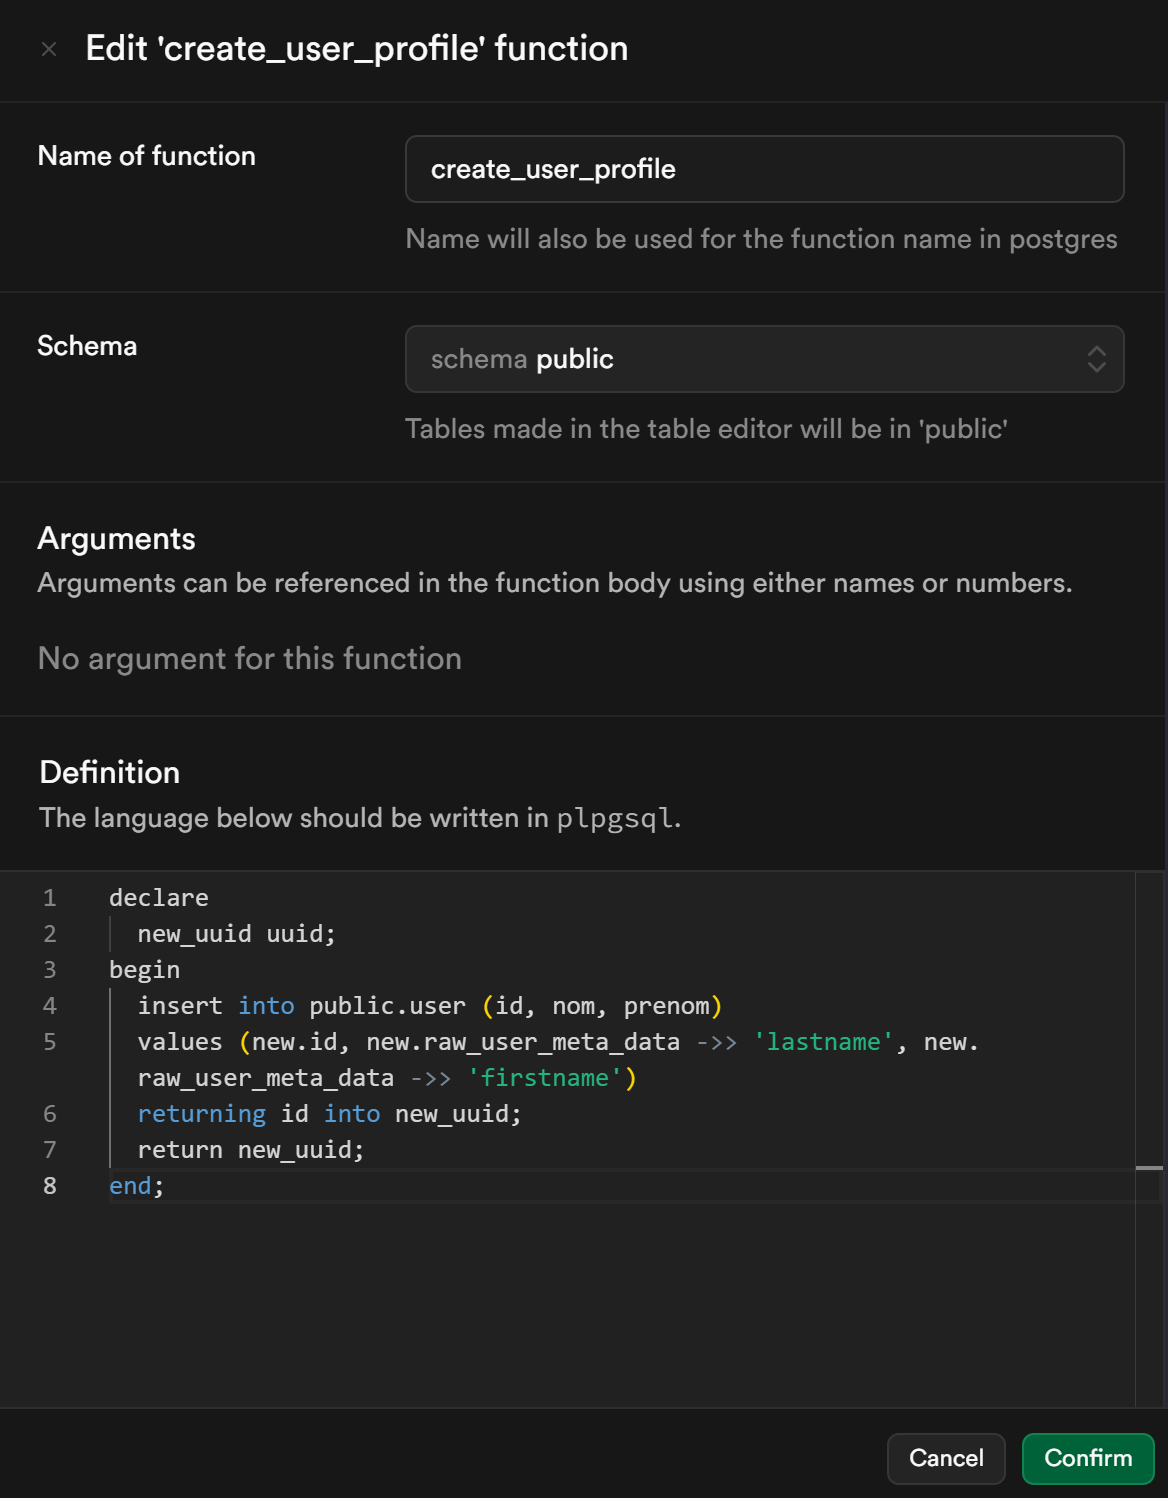 Edit 'create_user_profile' function
Name of function
create_user_profile
Name will also be used for the function name in postgres
Schema
schema public
Tables made in the table editor will be in 'public'
Arguments
Arguments can be referenced in the function body using either names or numbers.
No argument for this function
Definition
The language below should be written in plpgsql.
1 declare
2 new_uuid uuid;
3 begin
4 insert into public.user (id, nom, prenom)
5 values (new.id, new.raw_user_meta_data ->> 'lastname', new.
raw_user_meta_data ->> 'firstname')
6 returning id into new_uuid;
7 return new_uuid;
8 end;
Cancel Confirm